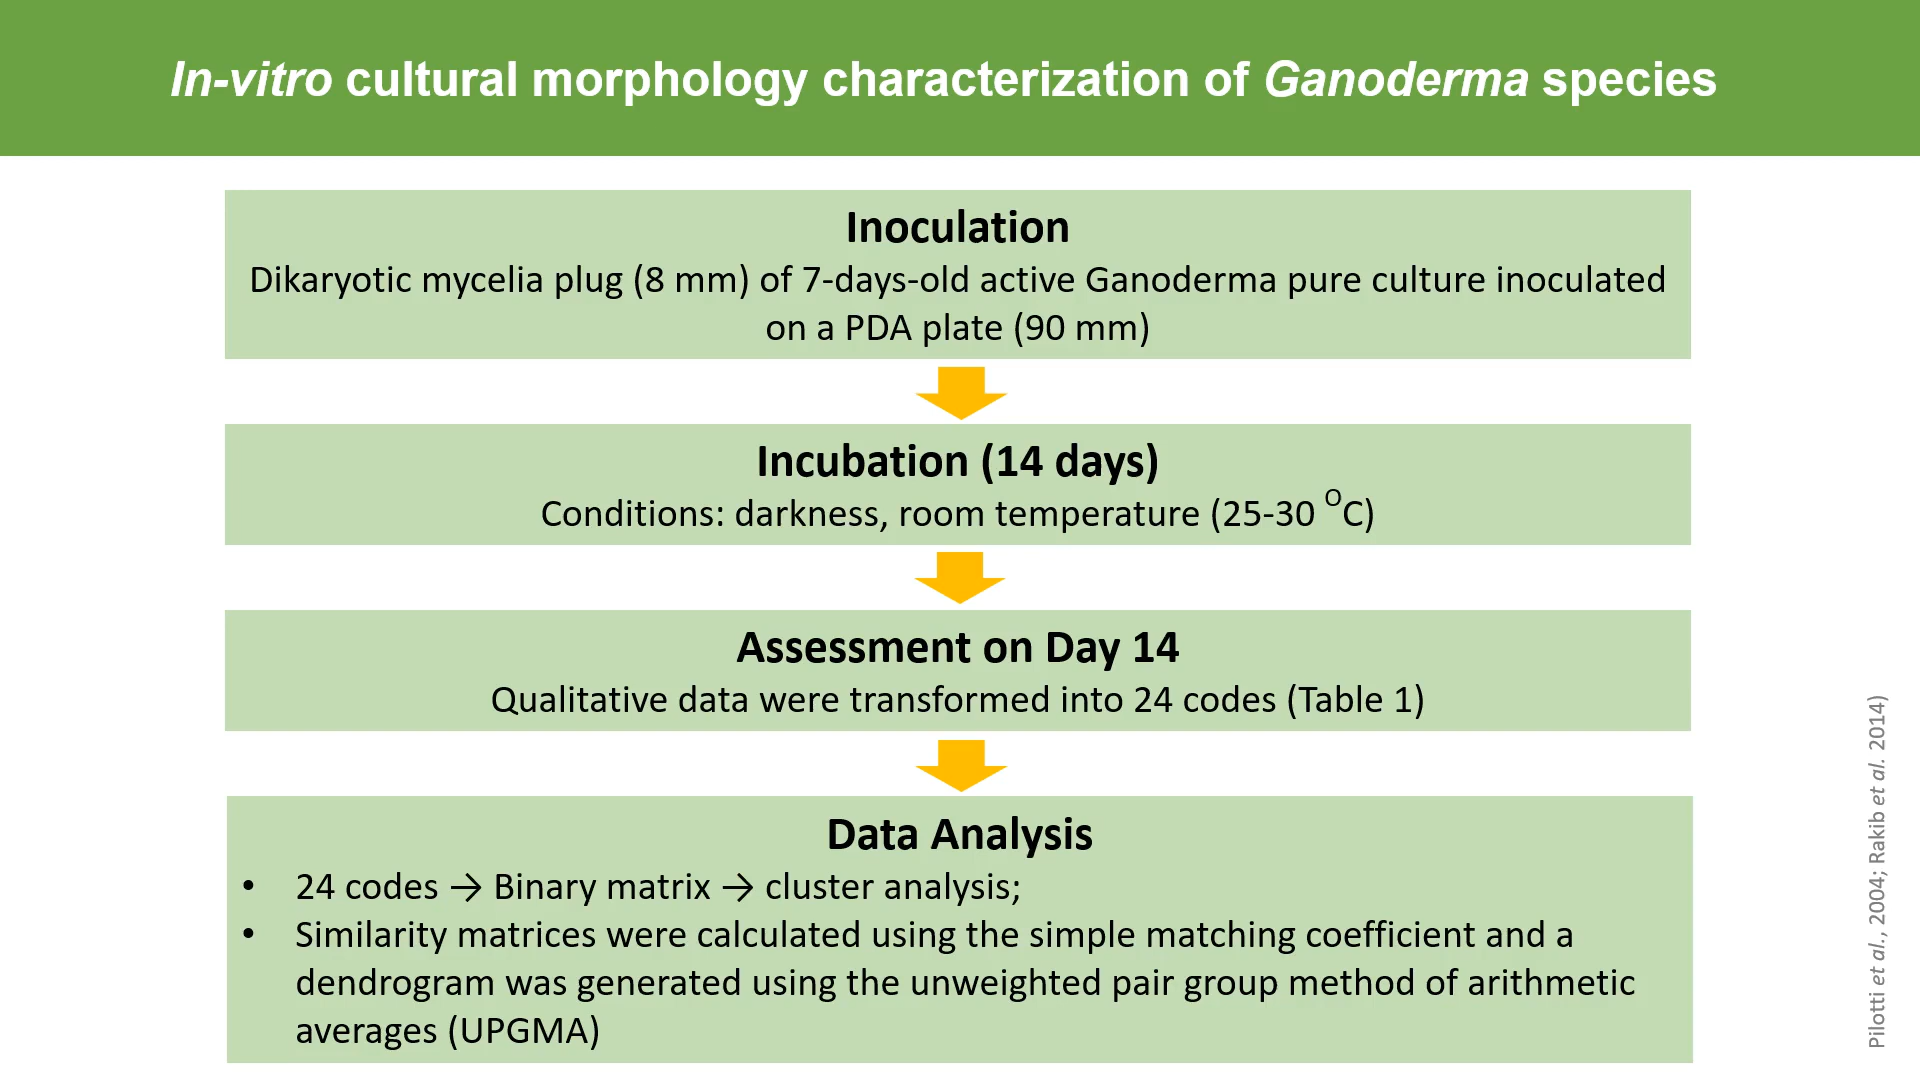 In-vitro cultural morphology characterization of Ganoderma species
Inoculation
Dikaryotic mycelia plug (8 mm) of 7-days-old active Ganoderma pure culture inoculated
on a PDA plate (90 mm)
Incubation (14 days)
Conditions: darkness, room temperature (25-30 ᴼC)
Assessment on Day 14
Qualitative data were transformed into 24 codes (Table 1)
Data Analysis
• 24 codes → Binary matrix → cluster analysis;
• Similarity matrices were calculated using the simple matching coefficient and a
dendrogram was generated using the unweighted pair group method of arithmetic
averages (UPGMA)
Pilotti et al., 2004; Rakib et al. 2014)